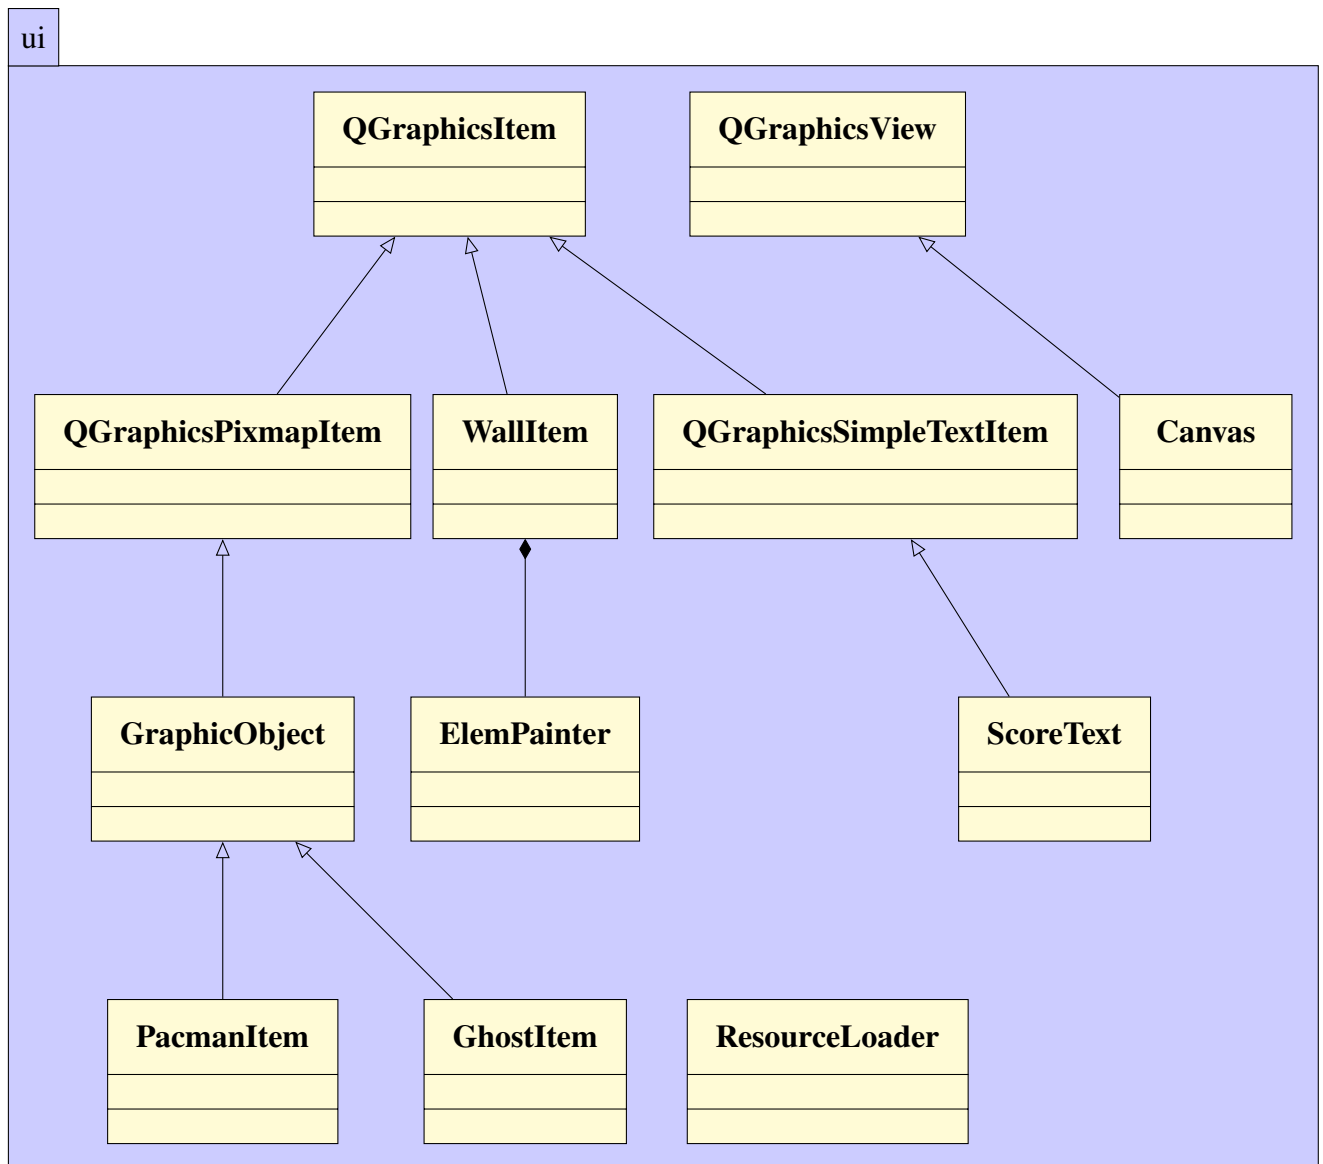 ui
QGraphicsItem
QGraphicsView
QGraphicsPixmapItem
WallItem
QGraphicsSimpleTextItem
Canvas
GraphicObject
ElemPainter
ScoreText
PacmanItem
GhostItem
ResourceLoader